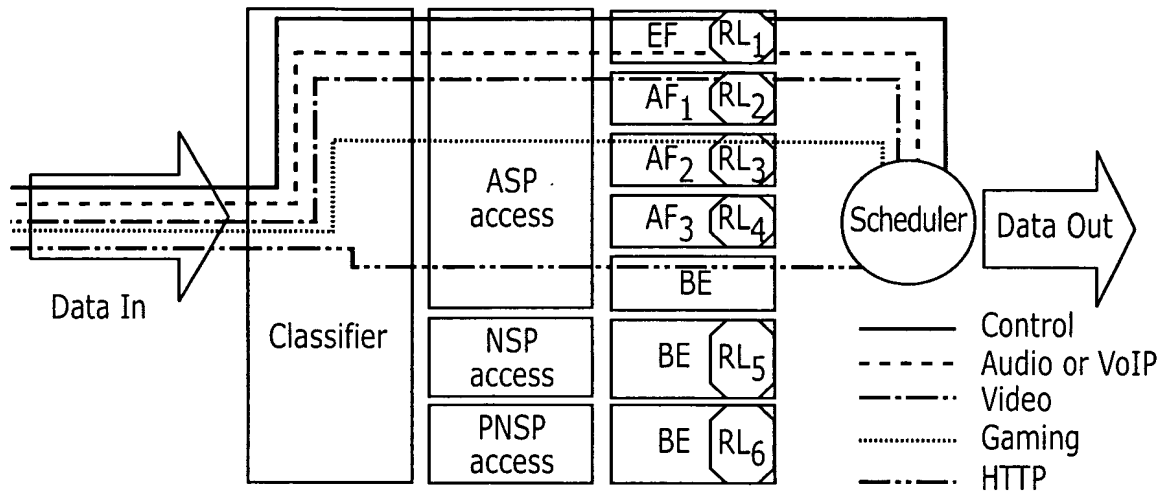 Data In
Classifier
ASP
access
NSP
access
PNSP
access
EF RL1
AF1 RL2
AF2 RL3
AF3 RL4
BE
BE RL5
BE RL6
Scheduler
Data Out
Control
Audio or VoIP
Video
Gaming
HTTP